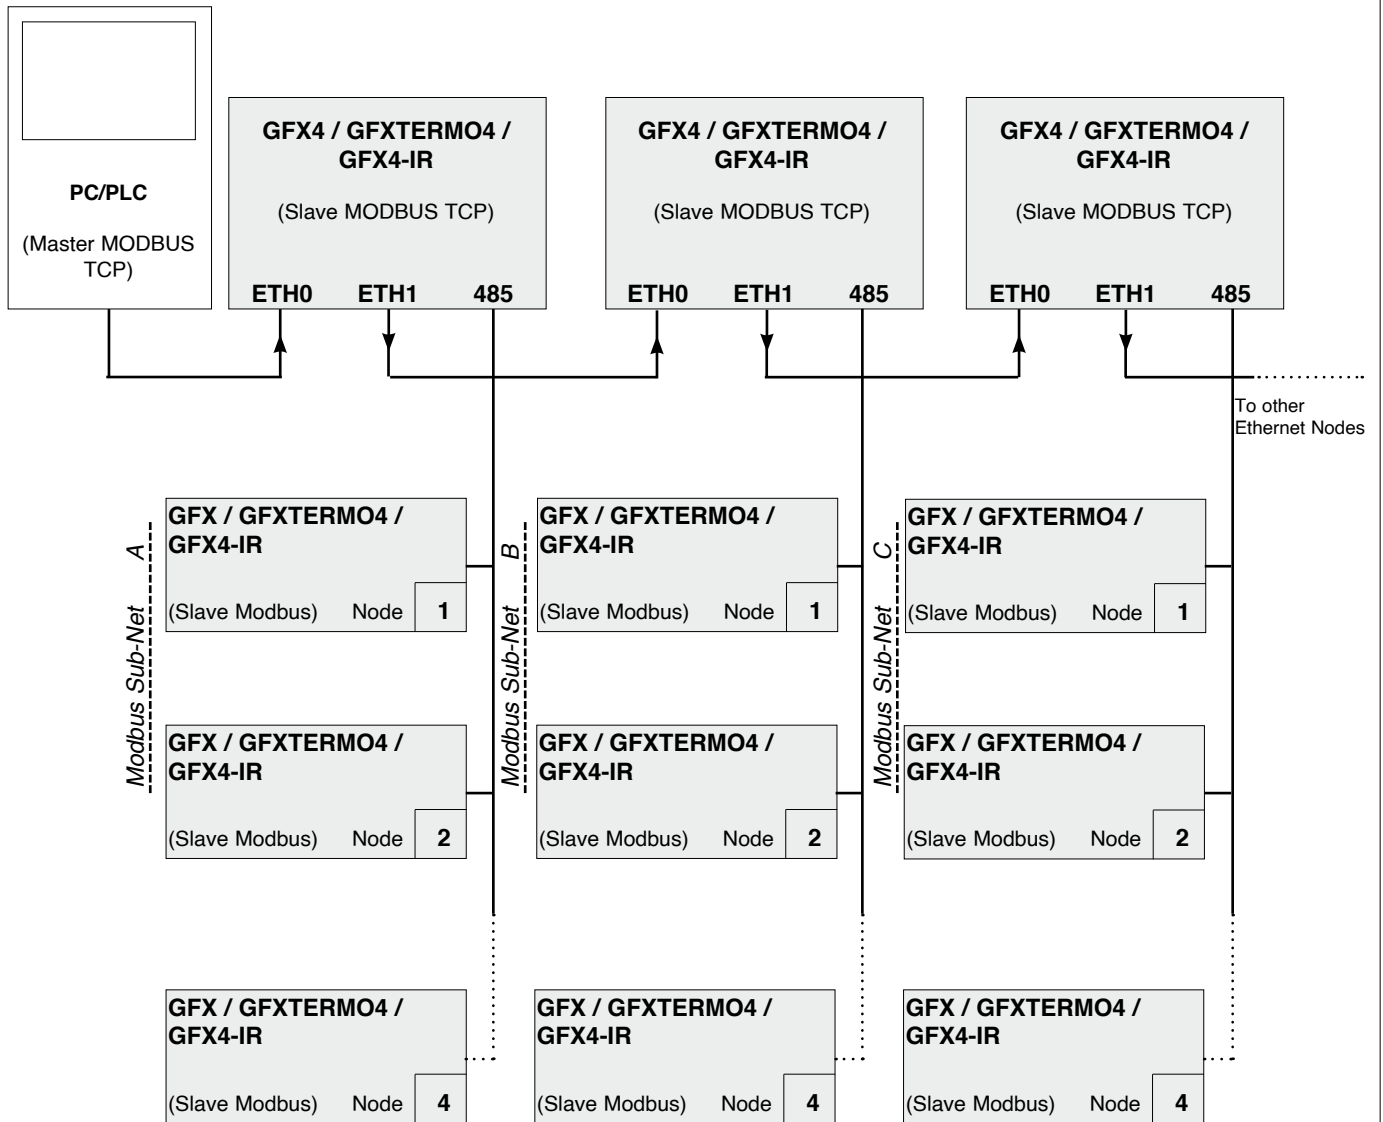 PC/PLC
(Master MODBUS
TCP)
GFX4 / GFXTERMO4 /
GFX4-IR
(Slave MODBUS TCP)
ETH0 ETH1 485
GFX4 / GFXTERMO4 /
GFX4-IR
(Slave MODBUS TCP)
ETH0 ETH1 485
GFX4 / GFXTERMO4 /
GFX4-IR
(Slave MODBUS TCP)
ETH0 ETH1 485
To other
Ethernet Nodes
Modbus Sub-Net A
GFX / GFXTERMO4 /
GFX4-IR
(Slave Modbus) Node 1
Modbus Sub-Net B
GFX / GFXTERMO4 /
GFX4-IR
(Slave Modbus) Node 1
Modbus Sub-Net C
GFX / GFXTERMO4 /
GFX4-IR
(Slave Modbus) Node 1
GFX / GFXTERMO4 /
GFX4-IR
(Slave Modbus) Node 2
GFX / GFXTERMO4 /
GFX4-IR
(Slave Modbus) Node 2
GFX / GFXTERMO4 /
GFX4-IR
(Slave Modbus) Node 2
GFX / GFXTERMO4 /
GFX4-IR
(Slave Modbus) Node 4
GFX / GFXTERMO4 /
GFX4-IR
(Slave Modbus) Node 4
GFX / GFXTERMO4 /
GFX4-IR
(Slave Modbus) Node 4